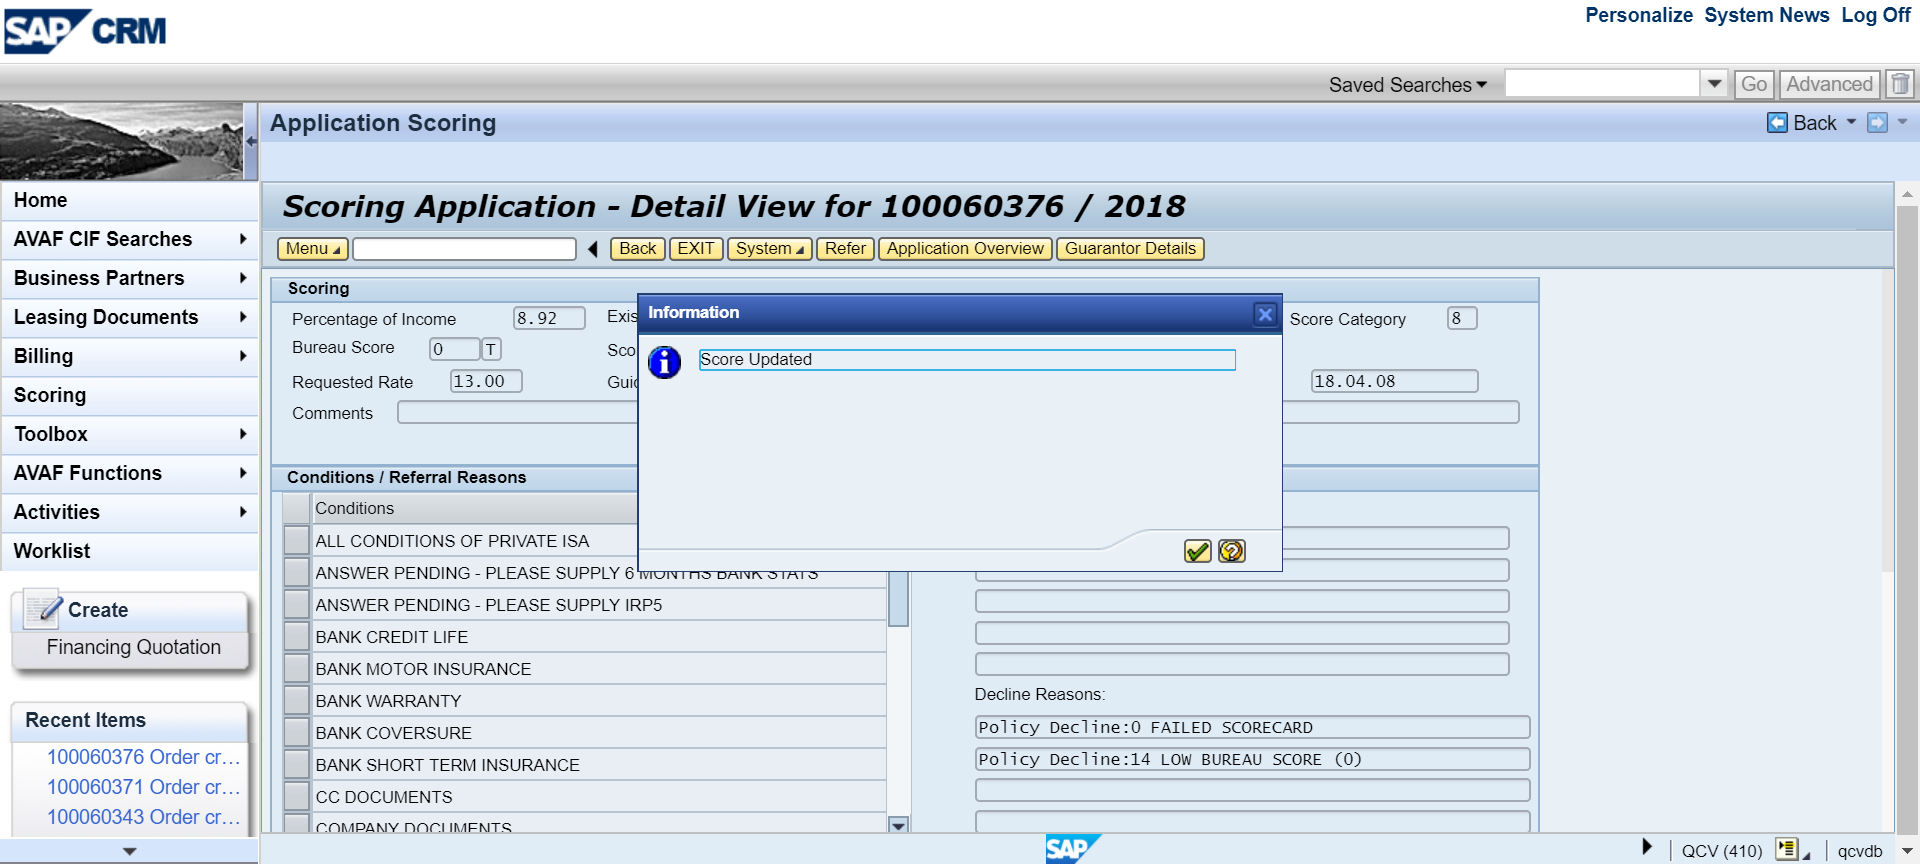 SAP CRM
Personalize System News Log Off
Saved Searches
Go Advanced
Application Scoring
Back
Home
AVAF CIF Searches
Business Partners
Leasing Documents
Billing
Scoring
Toolbox
AVAF Functions
Activities
Worklist
Create
Financing Quotation
Recent Items
100060376 Order cr...
100060371 Order cr...
100060343 Order cr...
Scoring Application - Detail View for 100060376 / 2018
Menu Back EXIT System Refer Application Overview Guarantor Details
Scoring
Percentage of Income 8.92 Exis
Score Category 8
Bureau Score 0 T Sco
Requested Rate 13.00 Guid
18.04.08
Comments
Information
Score Updated
Conditions / Referral Reasons
Conditions
ALL CONDITIONS OF PRIVATE ISA
ANSWER PENDING - PLEASE SUPPLY 6 MONTHS BANK STATS
ANSWER PENDING - PLEASE SUPPLY IRP5
BANK CREDIT LIFE
BANK MOTOR INSURANCE
BANK WARRANTY
BANK COVERSURE
BANK SHORT TERM INSURANCE
CC DOCUMENTS
COMPANY DOCUMENTS
Decline Reasons:
Policy Decline:0 FAILED SCORECARD
Policy Decline:14 LOW BUREAU SCORE (0)
SAP
QCV (410) qcvdb